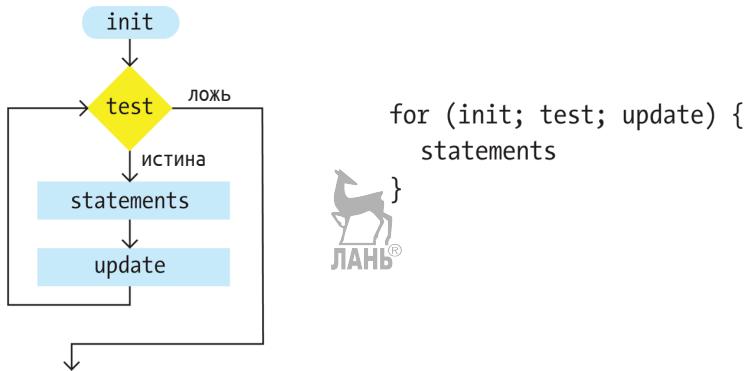 init
test
ложь
истина
statements
update
for (init; test; update) {
statements
}
ЛАНЬ®